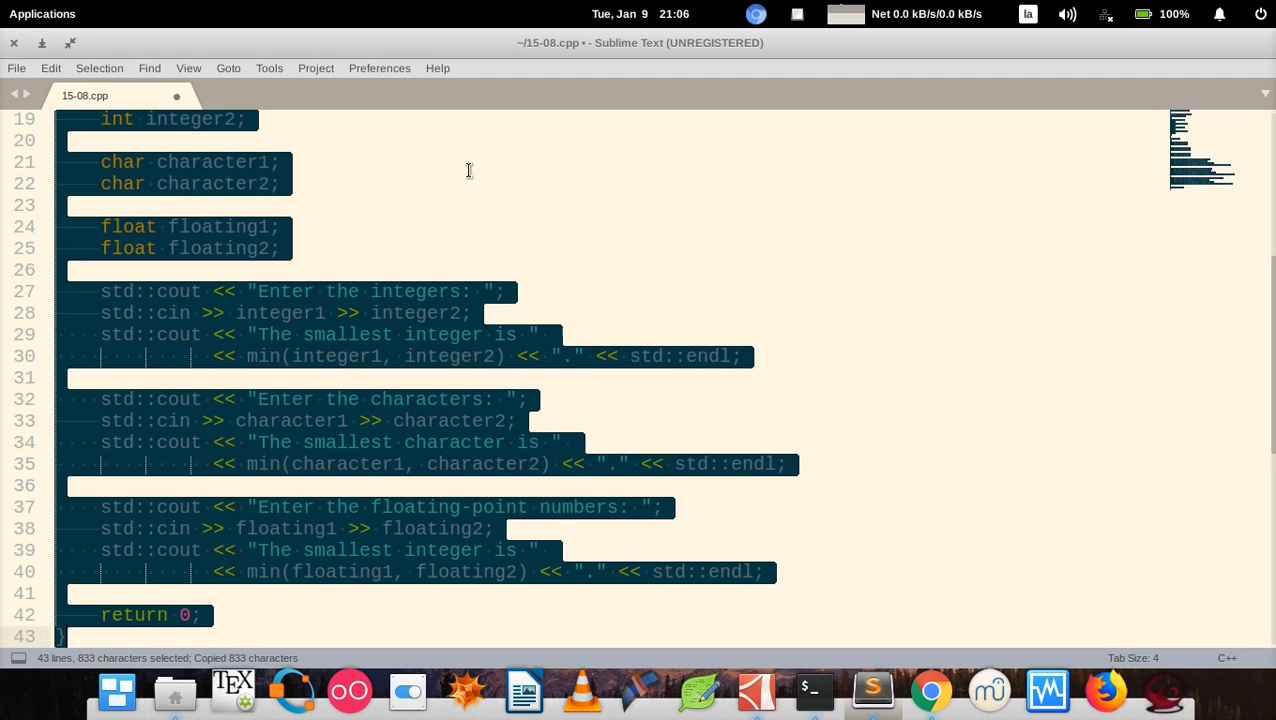 Applications Tue, Jan 9 21:06 Net 0.0 kB/s/0.0 kB/s la 100%
~/15-08.cpp • - Sublime Text (UNREGISTERED)
File Edit Selection Find View Goto Tools Project Preferences Help
15-08.cpp
19 int integer2;
20
21 char character1;
22 char character2;
23
24 float floating1;
25 float floating2;
26
27 std::cout << "Enter the integers: ";
28 std::cin >> integer1 >> integer2;
29 std::cout << "The smallest integer is "
30 << min(integer1, integer2) << "." << std::endl;
31
32 std::cout << "Enter the characters: ";
33 std::cin >> character1 >> character2;
34 std::cout << "The smallest character is "
35 << min(character1, character2) << "." << std::endl;
36
37 std::cout << "Enter the floating-point numbers: ";
38 std::cin >> floating1 >> floating2;
39 std::cout << "The smallest integer is "
40 << min(floating1, floating2) << "." << std::endl;
41
42 return 0;
43 }
43 lines, 833 characters selected; Copied 833 characters Tab Size: 4 C++
TEX >_ S mu